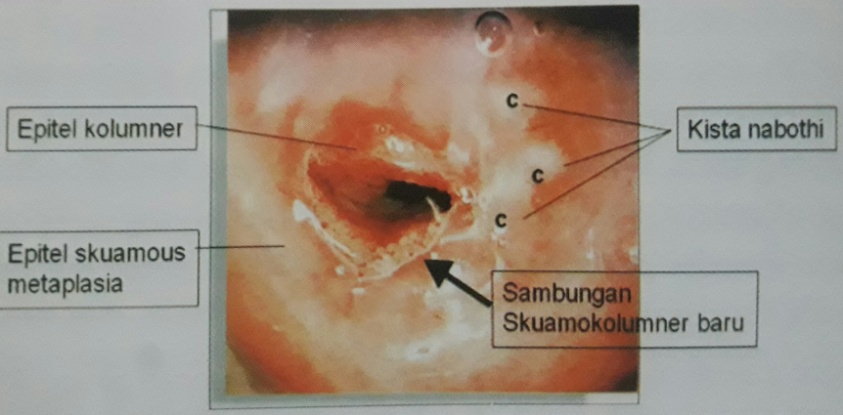 Epitel kolumner
Epitel skuamous
metaplasia
c
c
c
Kista nabothi
Sambungan
Skuamokolumner baru